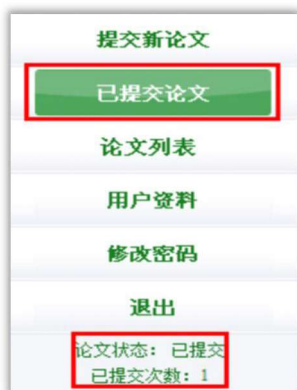 提交新论文
已提交论文
论文列表
用户资料
修改密码
退出
论文状态： 已提交
已提交次数：1